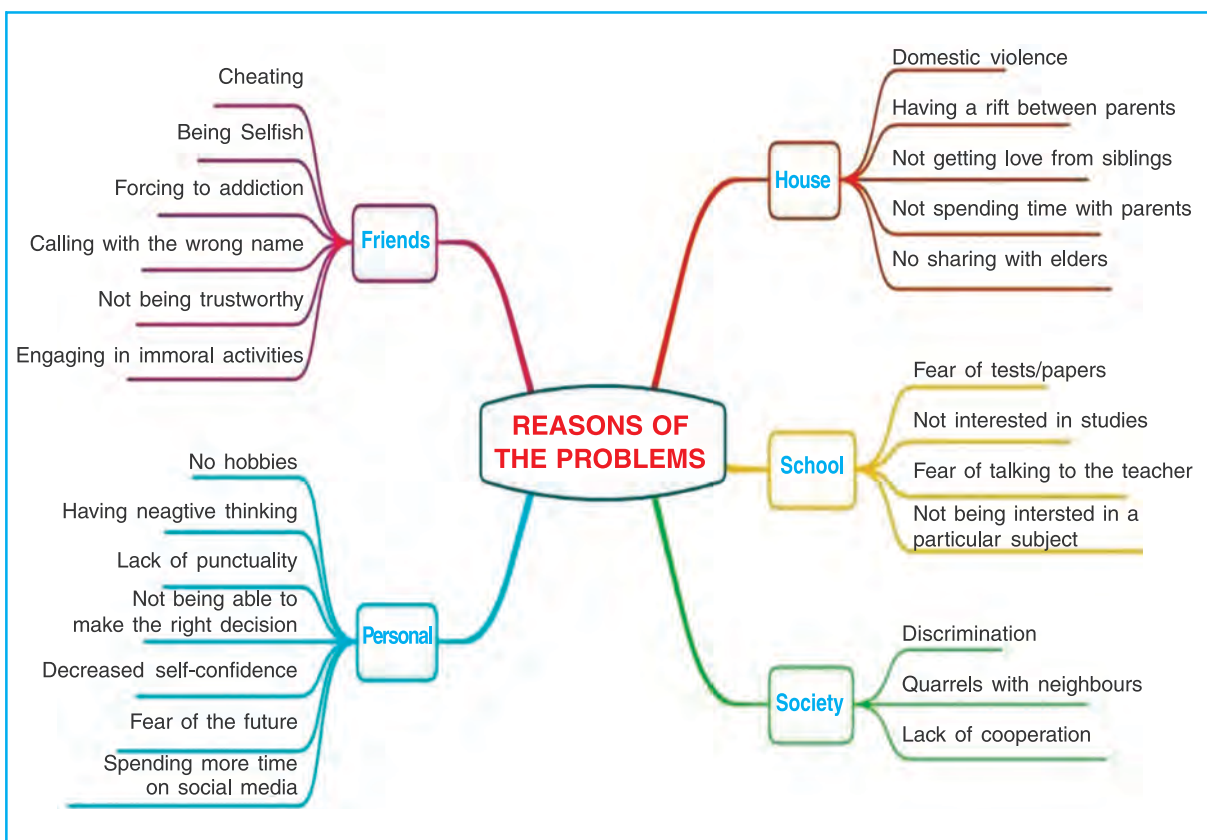 REASONS OF
THE PROBLEMS
Friends
Cheating
Being Selfish
Forcing to addiction
Calling with the wrong name
Not being trustworthy
Engaging in immoral activities
Personal
No hobbies
Having neagtive thinking
Lack of punctuality
Not being able to
make the right decision
Decreased self-confidence
Fear of the future
Spending more time
on social media
House
Domestic violence
Having a rift between parents
Not getting love from siblings
Not spending time with parents
No sharing with elders
School
Fear of tests/papers
Not interested in studies
Fear of talking to the teacher
Not being intersted in a
particular subject
Society
Discrimination
Quarrels with neighbours
Lack of cooperation